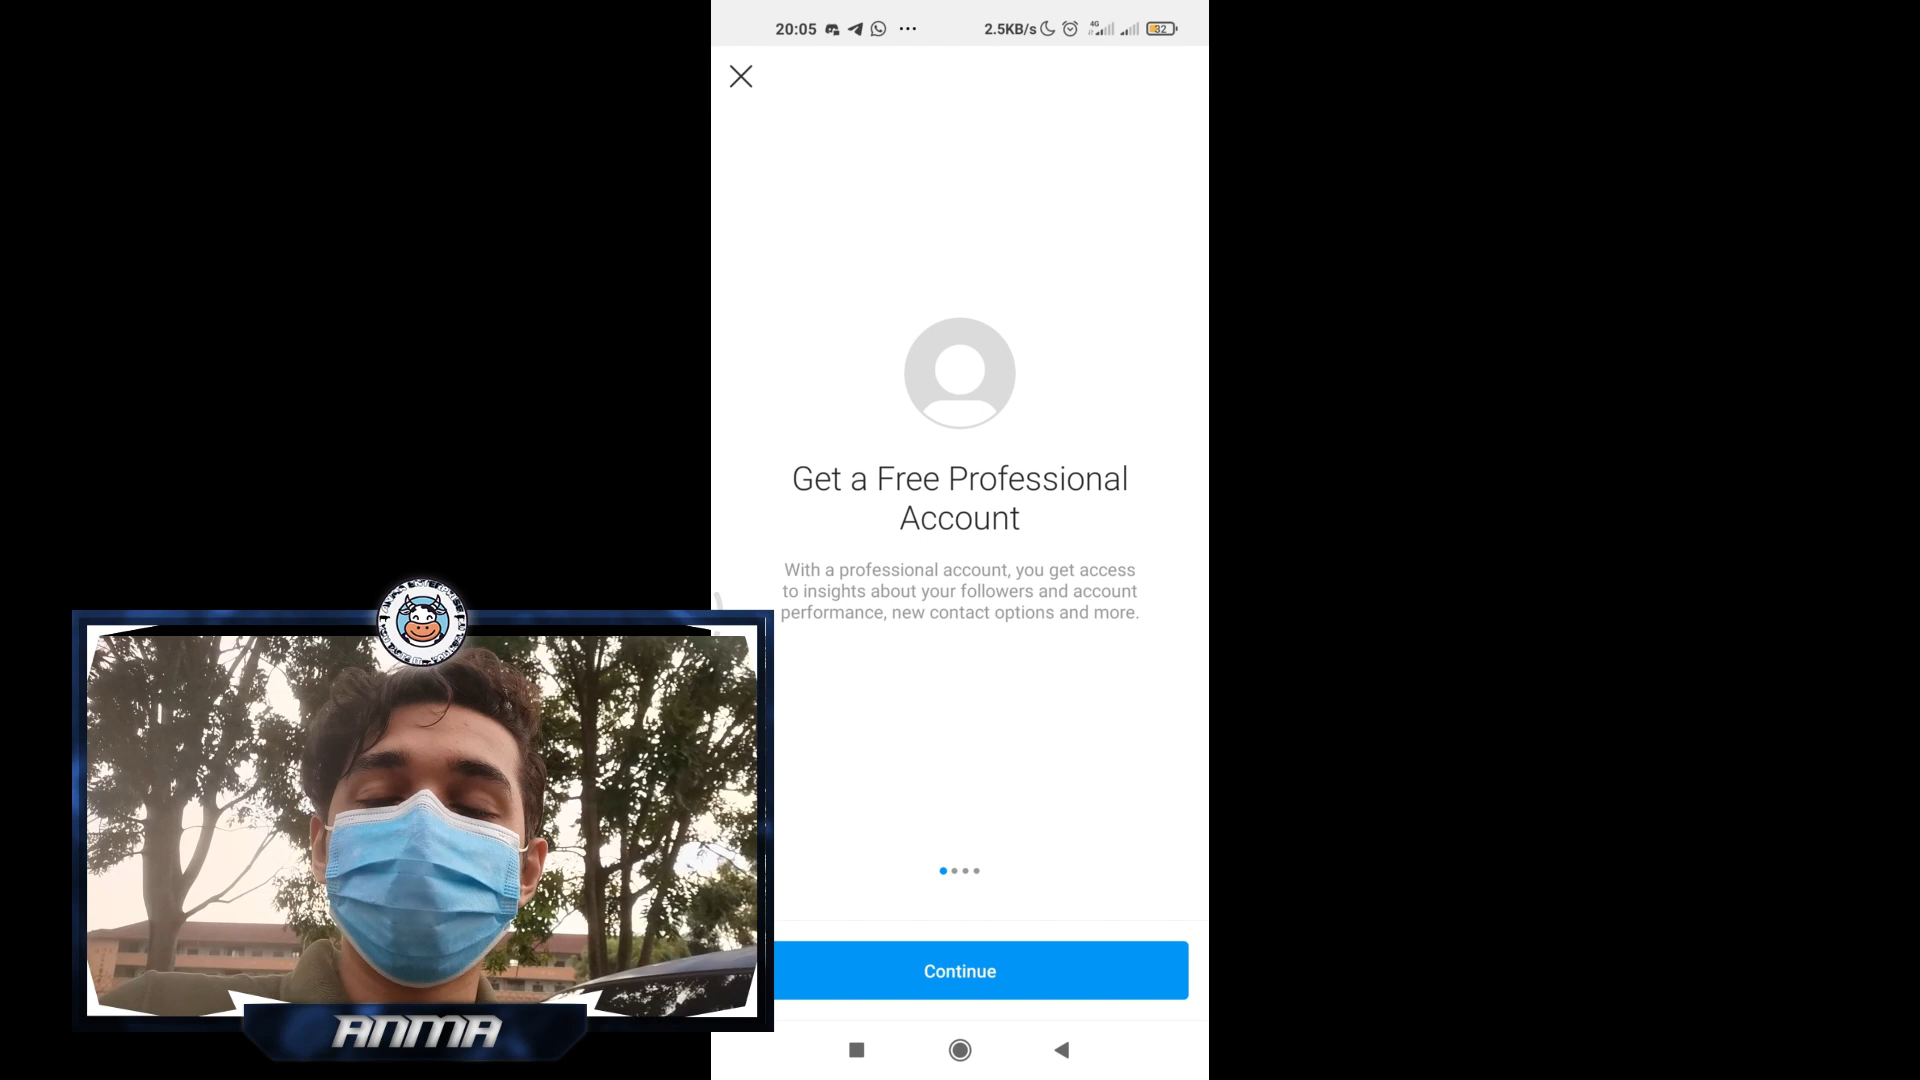 20:05
2.5KB/s
4G
32
Get a Free Professional
Account
With a professional account, you get access
to insights about your followers and account
performance, new contact options and more.
Continue
ANMA